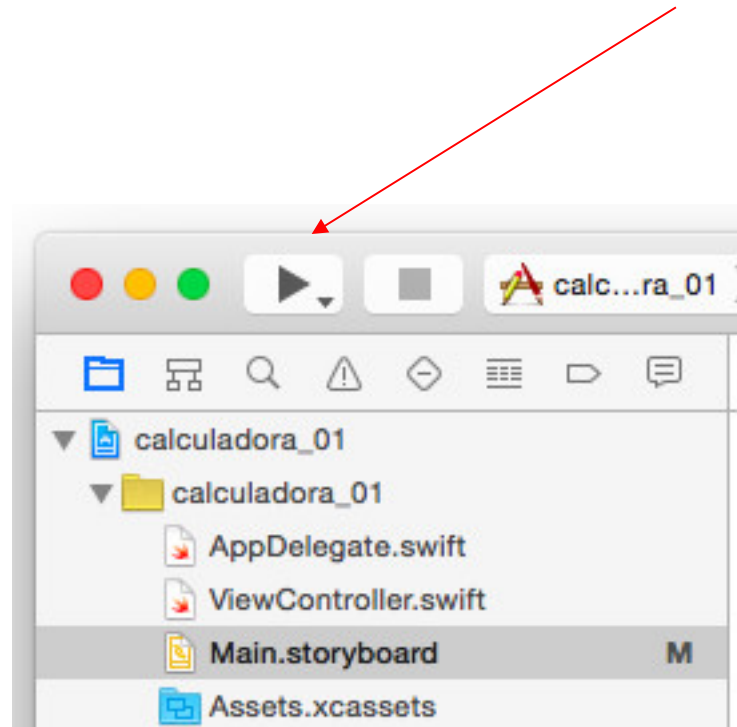 calc...ra_01
calculadora_01
calculadora_01
AppDelegate.swift
ViewController.swift
Main.storyboard M
Assets.xcassets